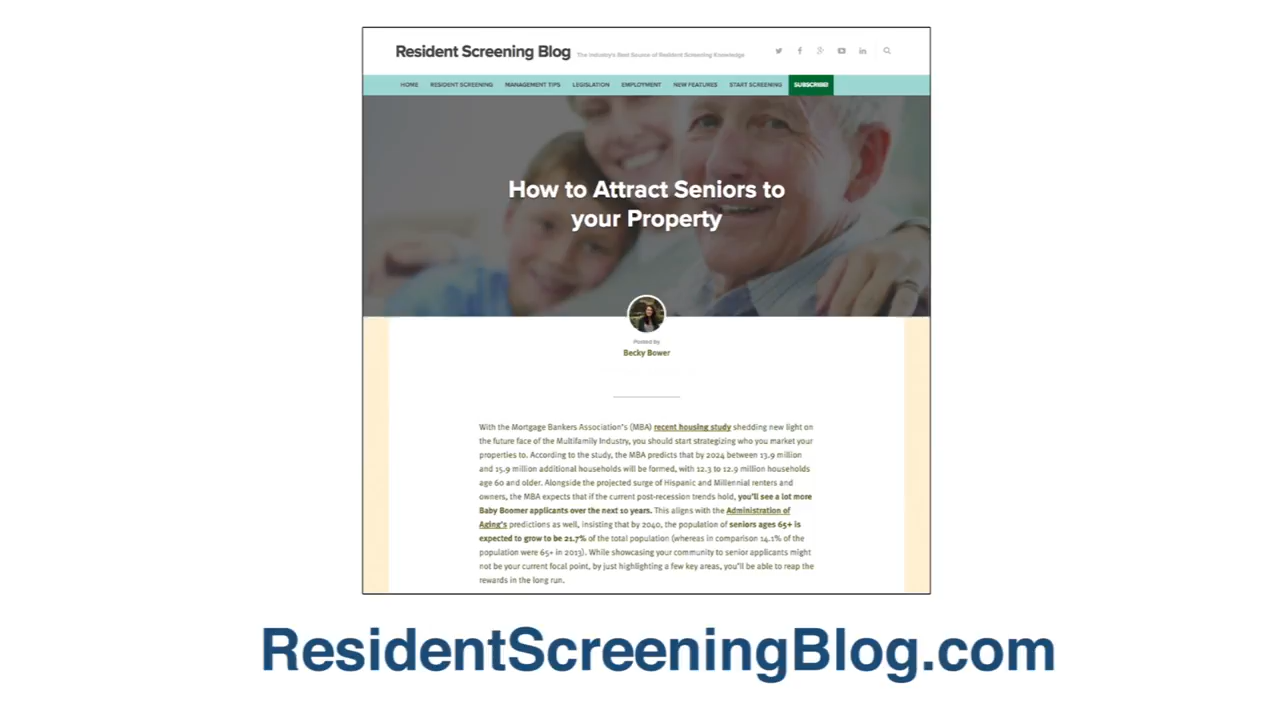 Resident Screening Blog The Industry's Best Source of Resident Screening Knowledge
HOME RESIDENT SCREENING MANAGEMENT TIPS LEGISLATION EMPLOYMENT NEW FEATURES START SCREENING SUBSCRIBE!
How to Attract Seniors to
your Property
Posted by
Becky Bower
With the Mortgage Bankers Association's (MBA) recent housing study shedding new light on
the future face of the Multifamily Industry, you should start strategizing who you market your
properties to. According to the study, the MBA predicts that by 2024 between 13.9 million
and 15.9 million additional households will be formed, with 12.3 to 12.9 million households
age 60 and older. Alongside the projected surge of Hispanic and Millennial renters and
owners, the MBA expects that if the current post-recession trends hold, you'll see a lot more
Baby Boomer applicants over the next 10 years. This aligns with the Administration of
Aging's predictions as well, insisting that by 2040, the population of seniors ages 65+ is
expected to grow to be 21.7% of the total population (whereas in comparison 14.1% of the
population were 65+ in 2013). While showcasing your community to senior applicants might
not be your current focal point, by just highlighting a few key areas, you'll be able to reap the
rewards in the long run.
ResidentScreeningBlog.com